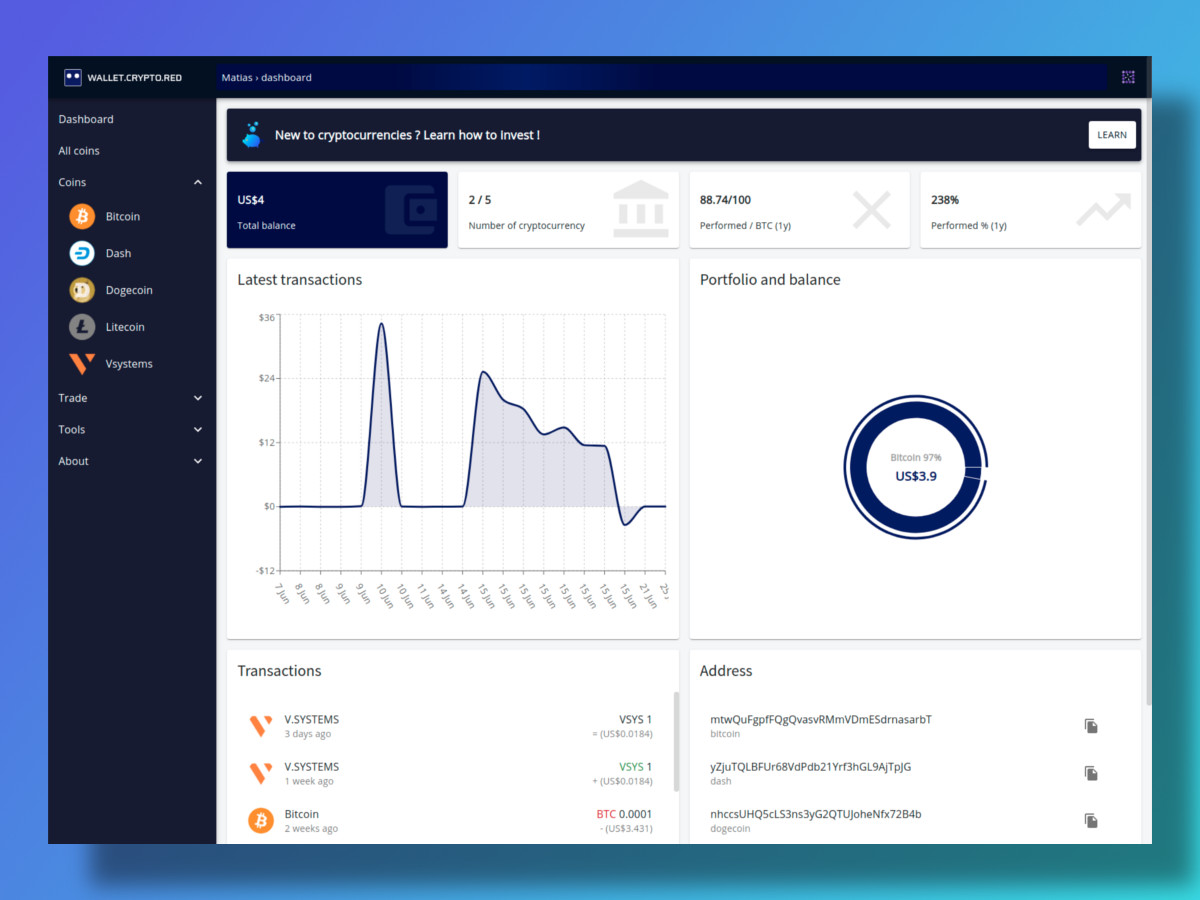 WALLET.CRYPTO.RED
Matias › dashboard
Dashboard
All coins
Coins
Bitcoin
Dash
Dogecoin
Litecoin
Vsystems
Trade
Tools
About
New to cryptocurrencies ? Learn how to invest !
LEARN
US$4
Total balance
2 / 5
Number of cryptocurrency
88.74/100
Performed / BTC (1y)
238%
Performed % (1y)
Latest transactions
$36
$24
$12
$0
-$12
7 Jun
8 Jun
8 Jun
9 Jun
9 Jun
10 Jun
10 Jun
11 Jun
14 Jun
14 Jun
15 Jun
15 Jun
15 Jun
15 Jun
15 Jun
15 Jun
15 Jun
15 Jun
21 Jun
Portfolio and balance
Bitcoin 97%
US$3.9
Transactions
V.SYSTEMS VSYS 1
3 days ago = (US$0.0184)
V.SYSTEMS VSYS 1
1 week ago + (US$0.0184)
Bitcoin BTC 0.0001
2 weeks ago - (US$3.431)
Address
mtwQuFgpfFQgQvasvRMmVDmESdrnasarbT
bitcoin
yZjuTQLBFUr68VdPdb21Yrf3hGL9AjTpJG
dash
nhccsUHQ5cLS3ns3yG2QTUJoheNfx72B4b
dogecoin